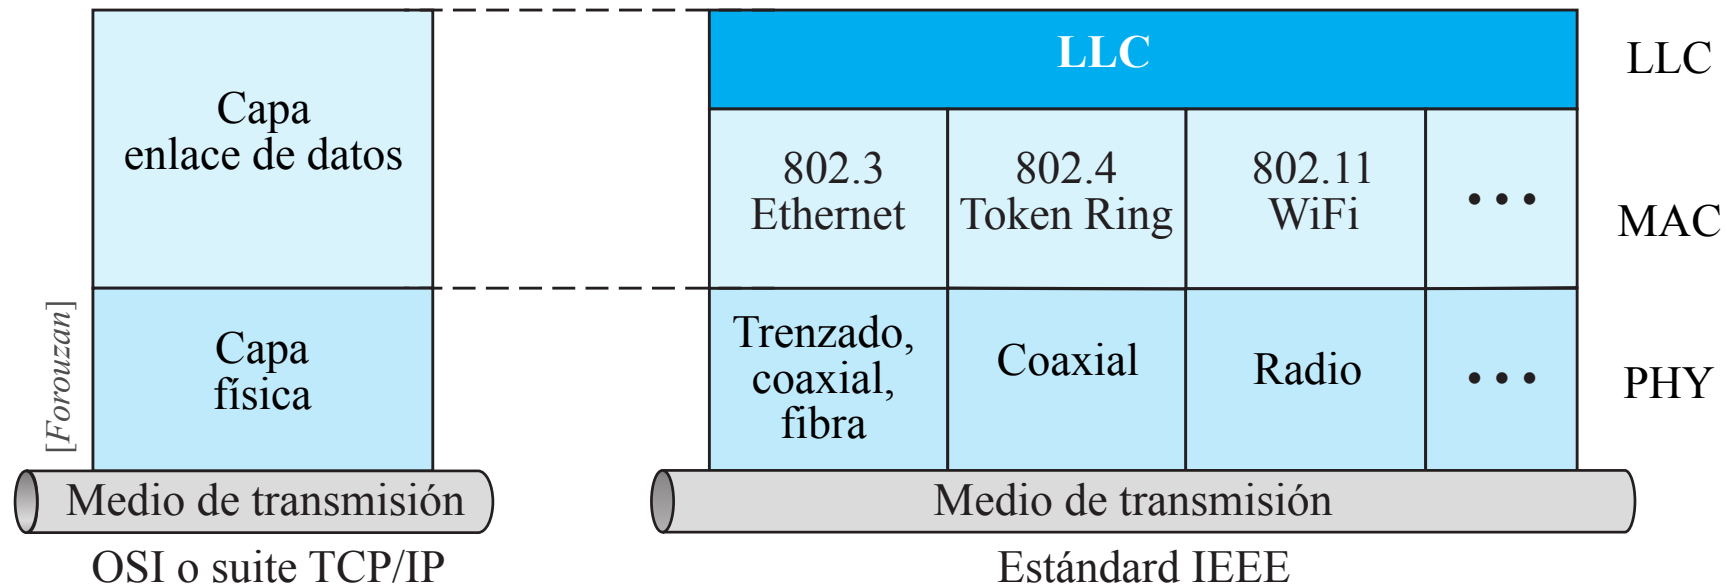 Capa
enlace de datos
Capa
física
[Forouzan]
Medio de transmisión
OSI o suite TCP/IP
LLC
LLC
802.3
Ethernet
802.4
Token Ring
802.11
WiFi
...
MAC
Trenzado,
coaxial,
fibra
Coaxial
Radio
...
PHY
Medio de transmisión
Estándard IEEE